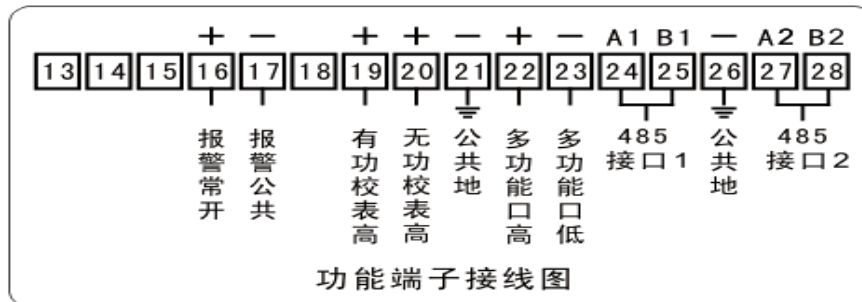 + − + + − + − A1 B1 − A2 B2
13 14 15 16 17 18 19 20 21 22 23 24 25 26 27 28
报警常开
报警公共
有功校表高
无功校表高
公共地
多功能口高
多功能口低
485
接口1
公共地
485
接口2
功能端子接线图